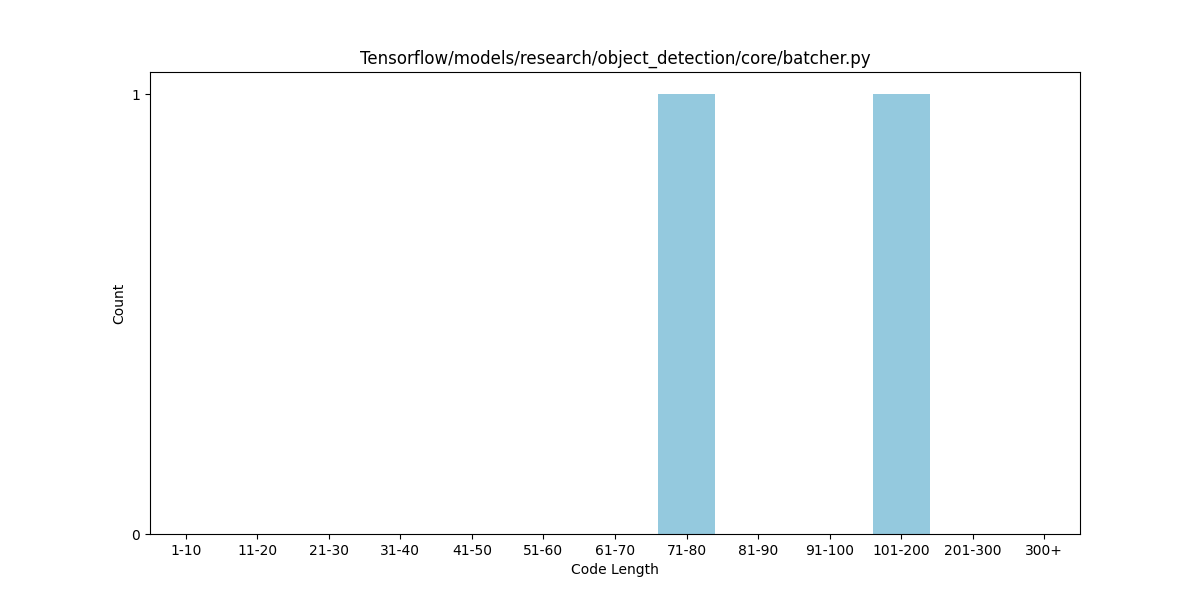 Tensorflow/models/research/object_detection/core/batcher.py
1
Count
0
1-10 11-20 21-30 31-40 41-50 51-60 61-70 71-80 81-90 91-100 101-200 201-300 300+
Code Length